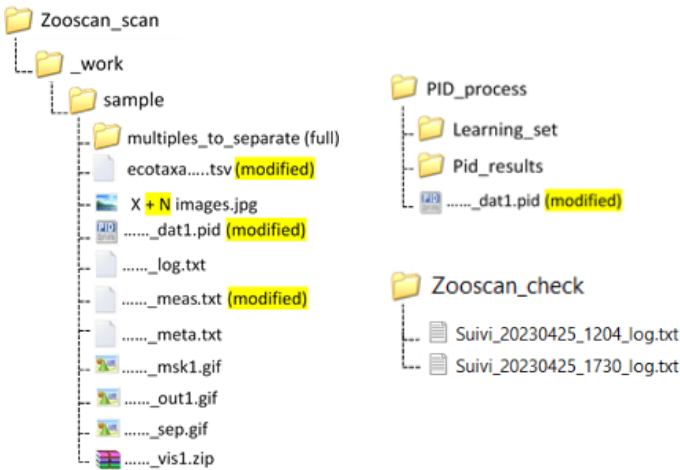 Zooscan_scan
_work
sample
multiples_to_separate (full)
ecotaxa.....tsv (modified)
X + N images.jpg
PID ......_dat1.pid (modified)
......_log.txt
......_meas.txt (modified)
......_meta.txt
......_msk1.gif
......_out1.gif
......_sep.gif
......_vis1.zip
PID_process
Learning_set
Pid_results
PID ......_dat1.pid (modified)
Zooscan_check
Suivi_20230425_1204_log.txt
Suivi_20230425_1730_log.txt